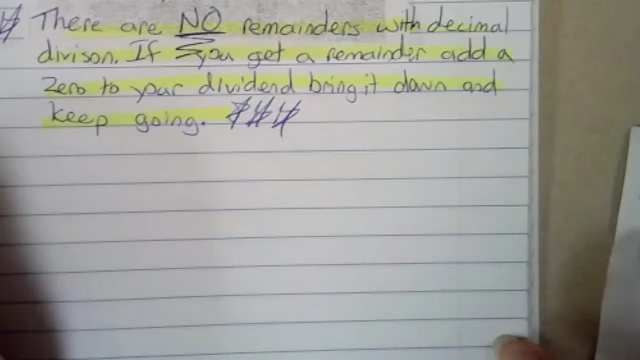 There are NO remainders with decimal
divison. If you get a remainder add a
zero to your dividend bring it down and
keep going.